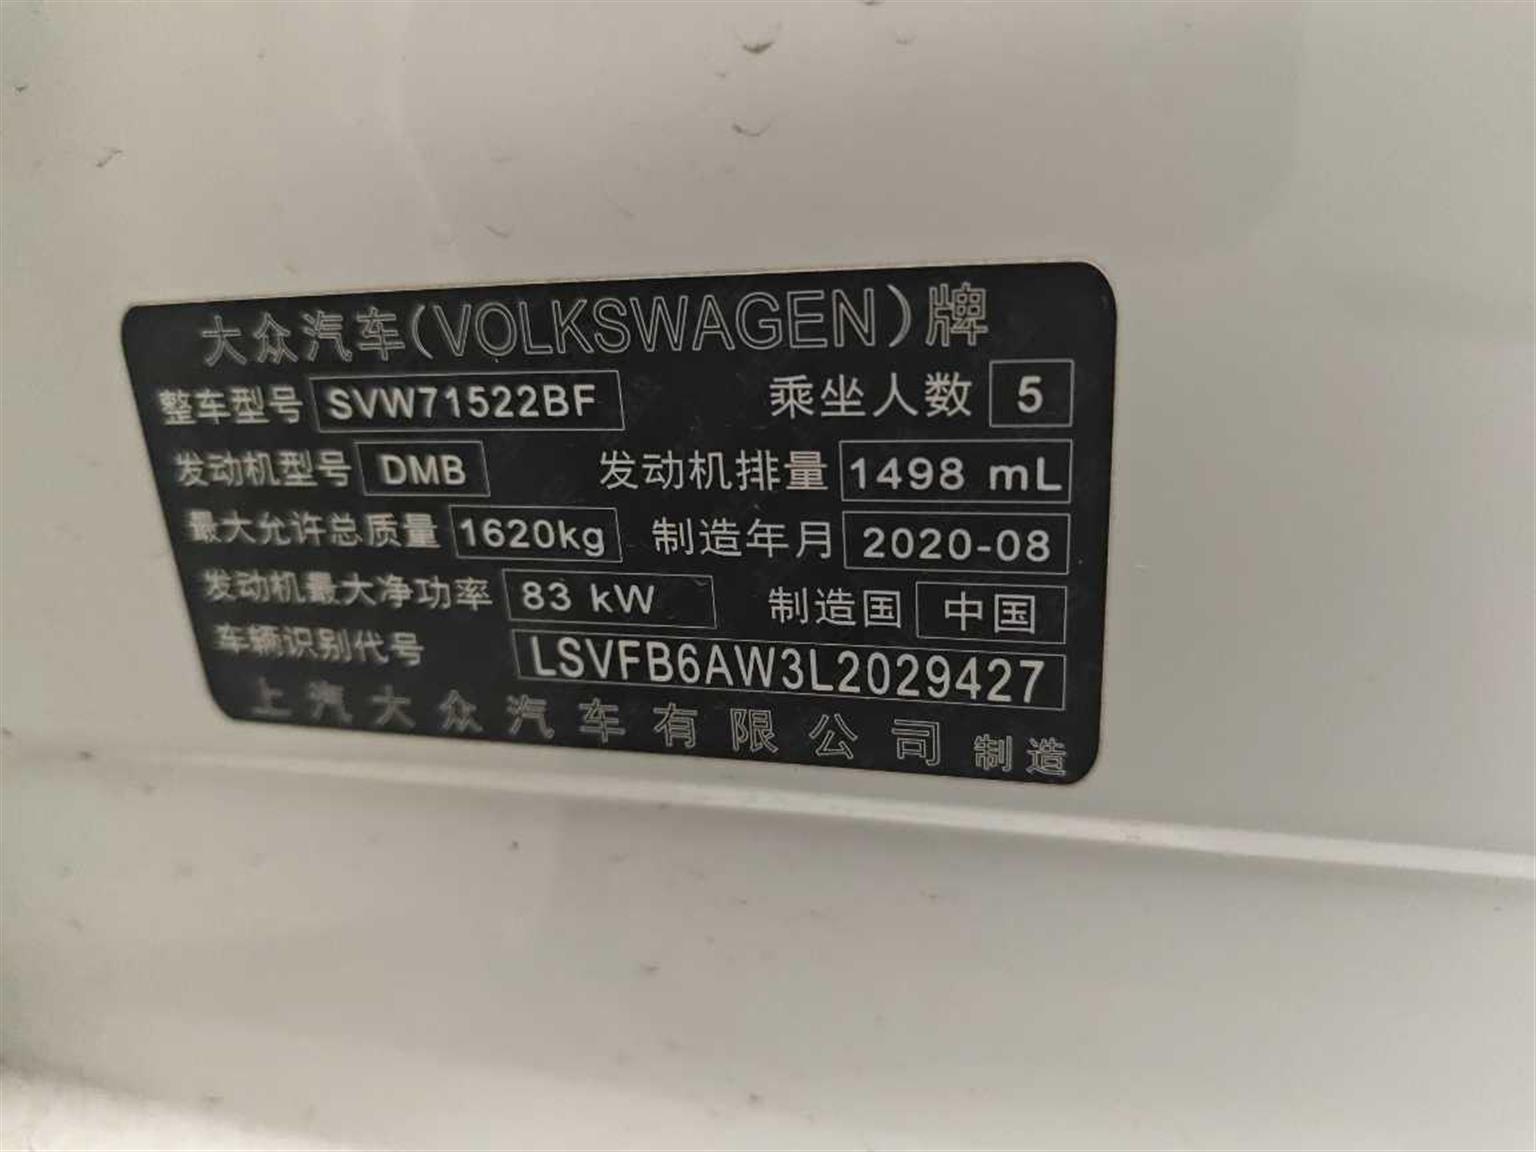 大众汽车(VOLKSWAGEN)牌
整车型号 SVW71522BF 乘坐人数 5
发动机型号 DMB 发动机排量 1498 mL
最大允许总质量 1620kg 制造年月 2020-08
发动机最大净功率 83 kW 制造国 中国
车辆识别代号 LSVFB6AW3L2029427
上汽大众汽车有限公司 制造